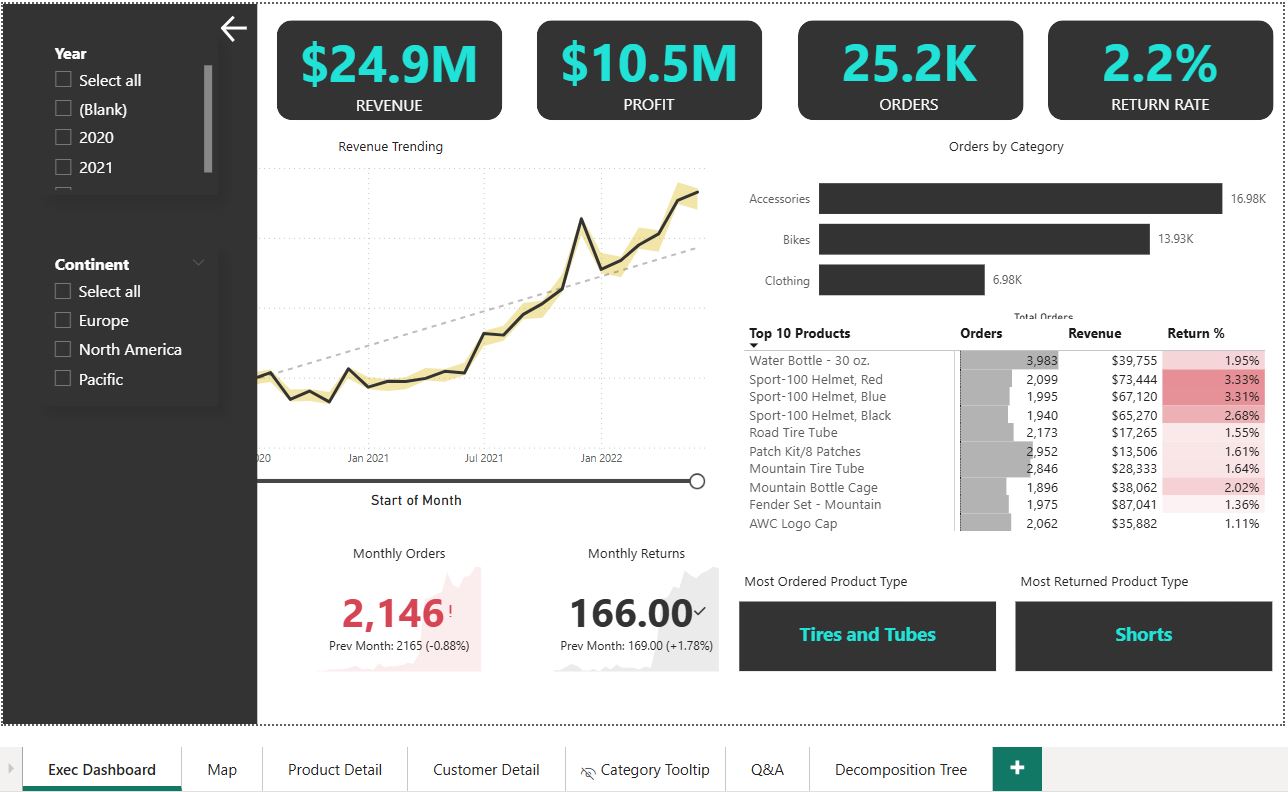 Year
Select all
(Blank)
2020
2021
Continent
Select all
Europe
North America
Pacific
$24.9M
REVENUE
$10.5M
PROFIT
25.2K
ORDERS
2.2%
RETURN RATE
Revenue Trending
020 Jan 2021 Jul 2021 Jan 2022
Start of Month
Orders by Category
Accessories 16.98K
Bikes 13.93K
Clothing 6.98K
Total Orders
Top 10 Products Orders Revenue Return %
Water Bottle - 30 oz. 3,983 $39,755 1.95%
Sport-100 Helmet, Red 2,099 $73,444 3.33%
Sport-100 Helmet, Blue 1,995 $67,120 3.31%
Sport-100 Helmet, Black 1,940 $65,270 2.68%
Road Tire Tube 2,173 $17,265 1.55%
Patch Kit/8 Patches 2,952 $13,506 1.61%
Mountain Tire Tube 2,846 $28,333 1.64%
Mountain Bottle Cage 1,896 $38,062 2.02%
Fender Set - Mountain 1,975 $87,041 1.36%
AWC Logo Cap 2,062 $35,882 1.11%
Monthly Orders
2,146!
Prev Month: 2165 (-0.88%)
Monthly Returns
166.00
Prev Month: 169.00 (+1.78%)
Most Ordered Product Type
Tires and Tubes
Most Returned Product Type
Shorts
Exec Dashboard Map Product Detail Customer Detail Category Tooltip Q&A Decomposition Tree +